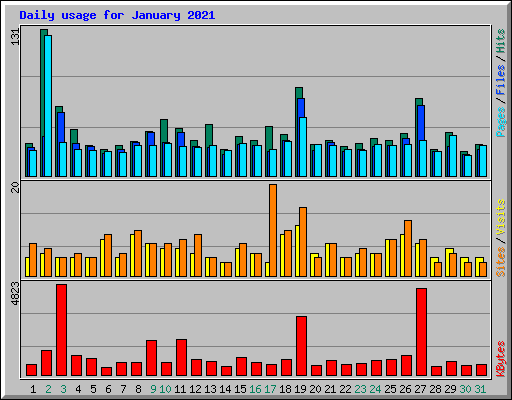 Daily usage for January 2021
131
Pages / Files / Hits
20
Sites / Visits
4823
KBytes
1 2 3 4 5 6 7 8 9 10 11 12 13 14 15 16 17 18 19 20 21 22 23 24 25 26 27 28 29 30 31